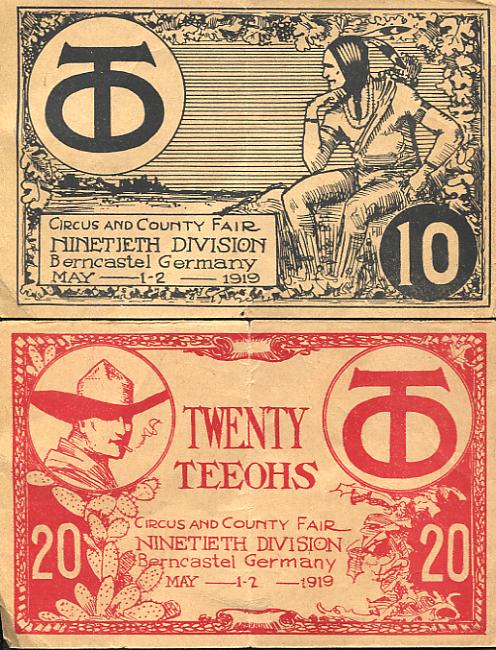 TO
CIRCUS AND COUNTY FAIR
NINETIETH DIVISION
Berncastel Germany
MAY —1-2— 1919
10
TO
TWENTY
TEEOHS
CIRCUS AND COUNTY FAIR
NINETIETH DIVISION
Berncastel Germany
MAY —1-2— 1919
20
20